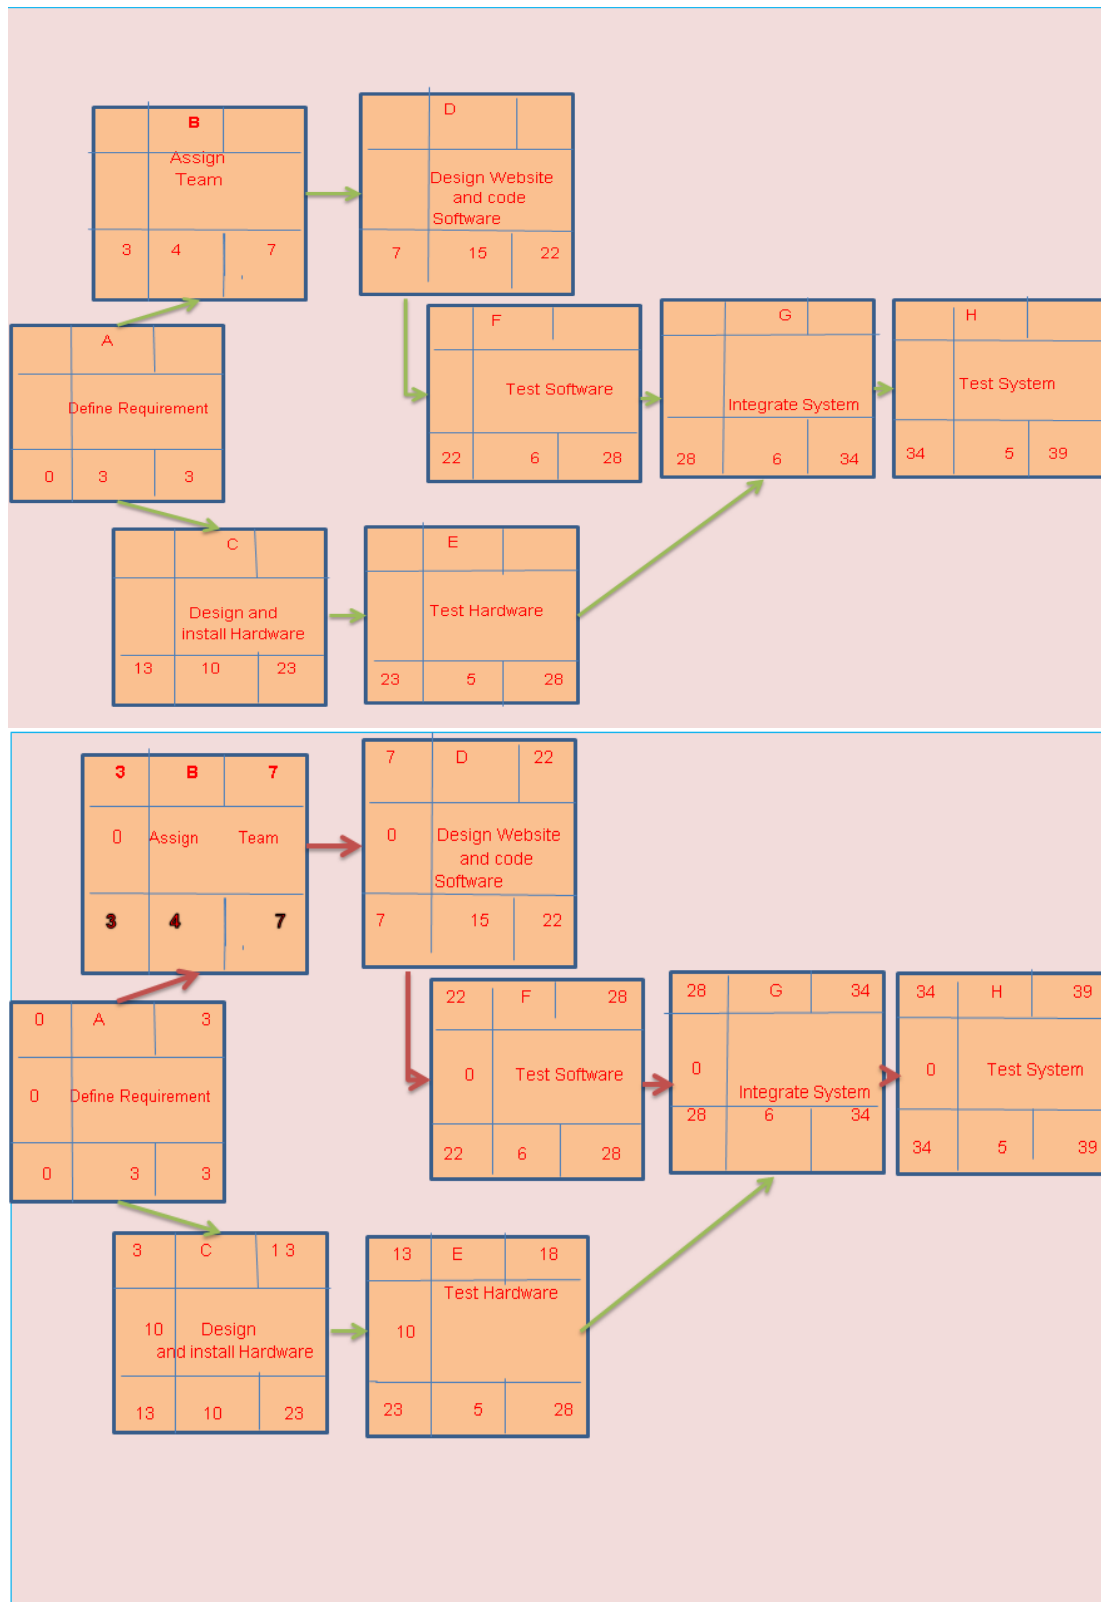 B
Assign
Team
3 4 7
D
Design Website
and code
Software
7 15 22
A
Define Requirement
0 3 3
F
Test Software
22 6 28
G
Integrate System
28 6 34
H
Test System
34 5 39
C
Design and
install Hardware
13 10 23
E
Test Hardware
23 5 28
3 B 7
0 Assign Team
3 4 7
7 D 22
0 Design Website
and code
Software
7 15 22
0 A 3
0 Define Requirement
0 3 3
22 F 28
0 Test Software
22 6 28
28 G 34
0
Integrate System
28 6 34
34 H 39
0 Test System
34 5 39
3 C 1 3
10 Design
and install Hardware
13 10 23
13 E 18
Test Hardware
10
23 5 28